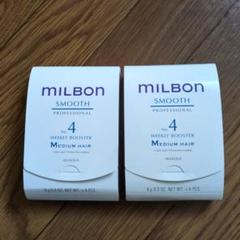 MILBON
SMOOTH
PROFESSIONAL
No. 4
WEEKLY BOOSTER
MEDIUM HAIR
MILBON
SMOOTH
PROFESSIONAL
No. 4
WEEKLY BOOSTER
MEDIUM HAIR